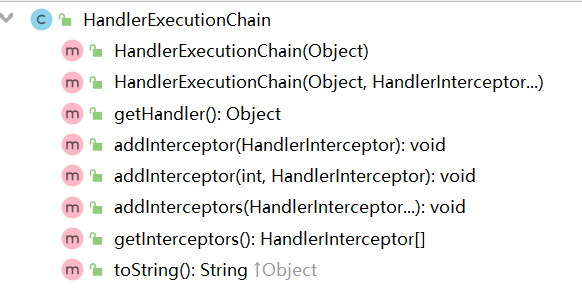 C HandlerExecutionChain
m HandlerExecutionChain(Object)
m HandlerExecutionChain(Object, HandlerInterceptor...)
m getHandler(): Object
m addInterceptor(HandlerInterceptor): void
m addInterceptor(int, HandlerInterceptor): void
m addInterceptors(HandlerInterceptor...): void
m getInterceptors(): HandlerInterceptor[]
m toString(): String ↑Object